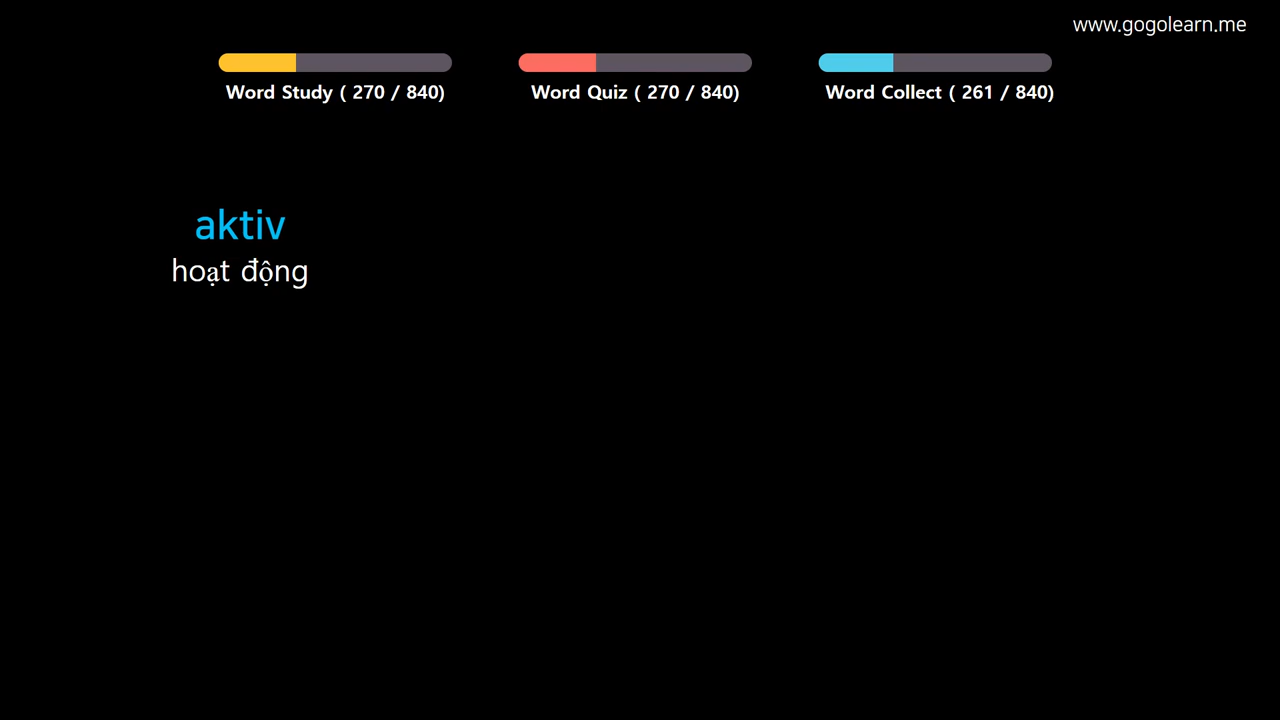 www.gogolearn.me
Word Study ( 270 / 840)
Word Quiz ( 270 / 840)
Word Collect ( 261 / 840)
aktiv
hoạt động